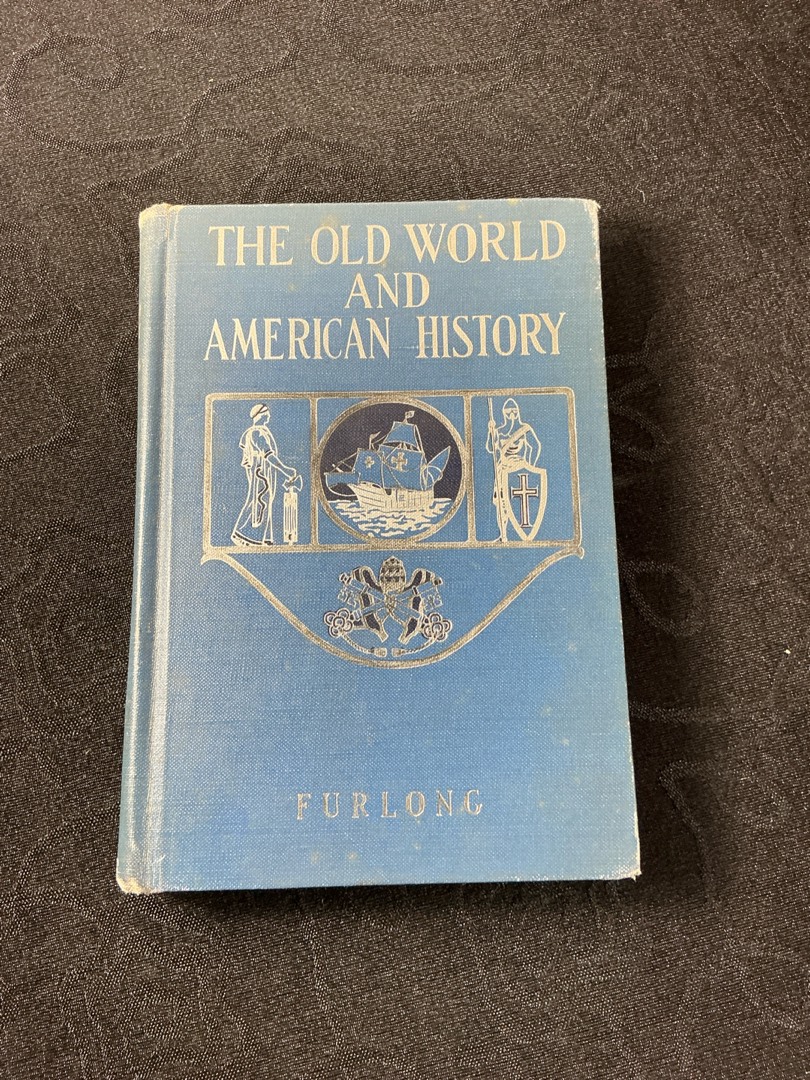 THE OLD WORLD
AND
AMERICAN HISTORY
FURLONG